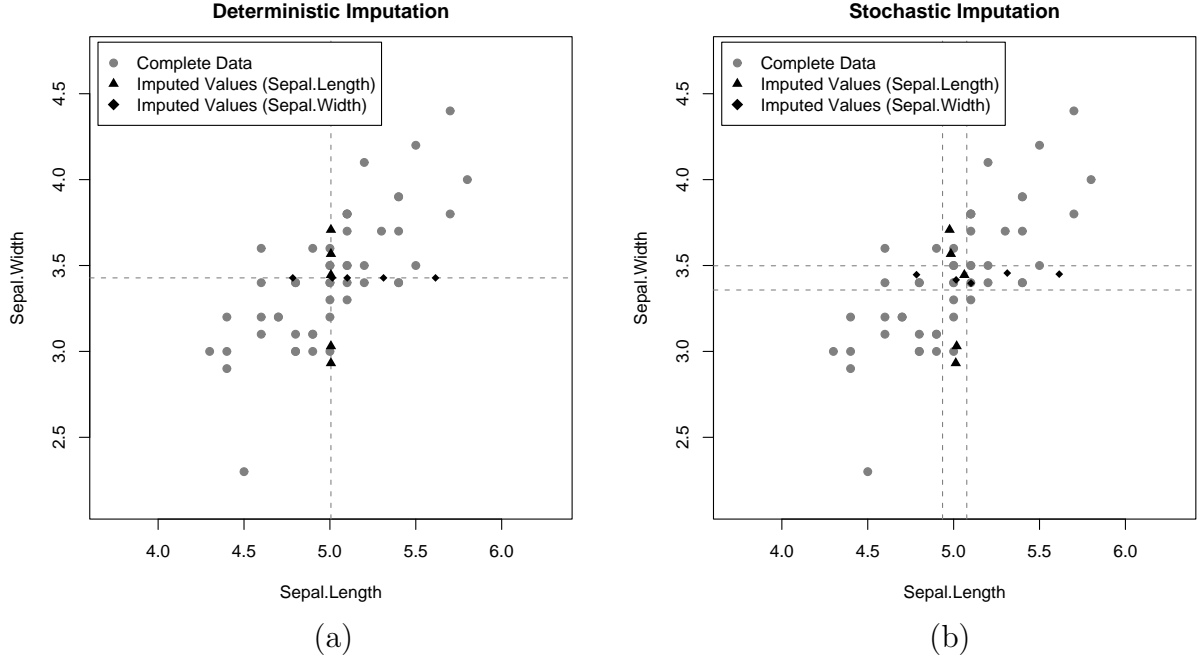 Deterministic Imputation
Complete Data
Imputed Values (Sepal.Length)
Imputed Values (Sepal.Width)
4.5
4.0
3.5
3.0
2.5
Sepal.Width
4.0 4.5 5.0 5.5 6.0
Sepal.Length
(a)
Stochastic Imputation
Complete Data
Imputed Values (Sepal.Length)
Imputed Values (Sepal.Width)
4.5
4.0
3.5
3.0
2.5
Sepal.Width
4.0 4.5 5.0 5.5 6.0
Sepal.Length
(b)